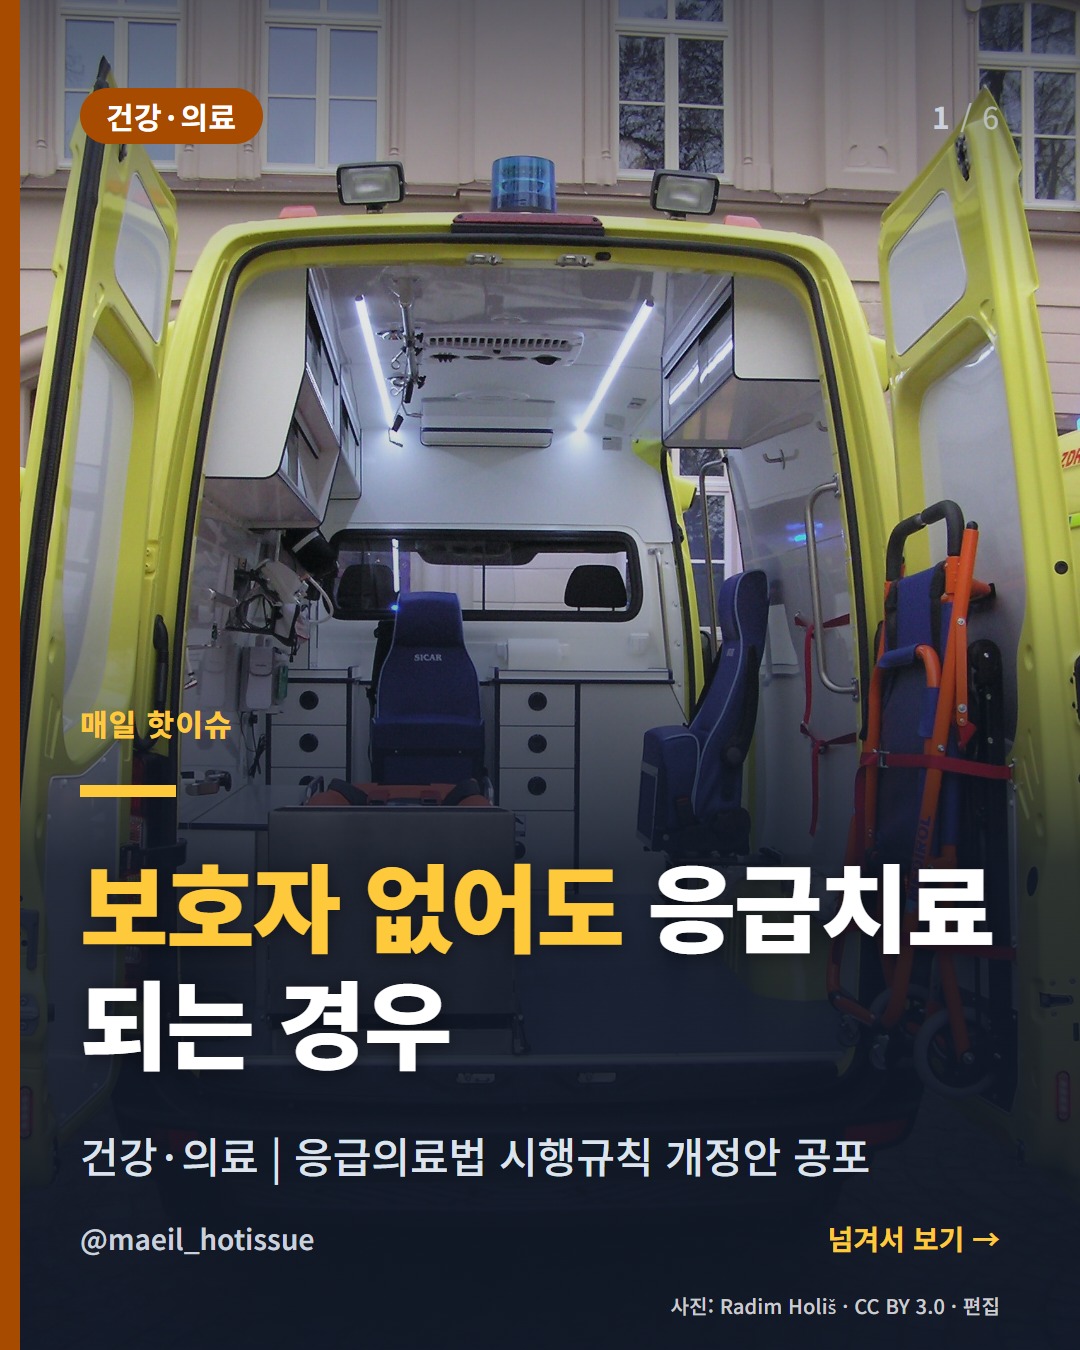 건강·의료
1 / 6
ZDR
SICAR
매일 핫이슈
보호자 없어도 응급치료
되는 경우
건강·의료 | 응급의료법 시행규칙 개정안 공포
@maeil_hotissue
넘겨서 보기 →
사진: Radim Holiš · CC BY 3.0 · 편집